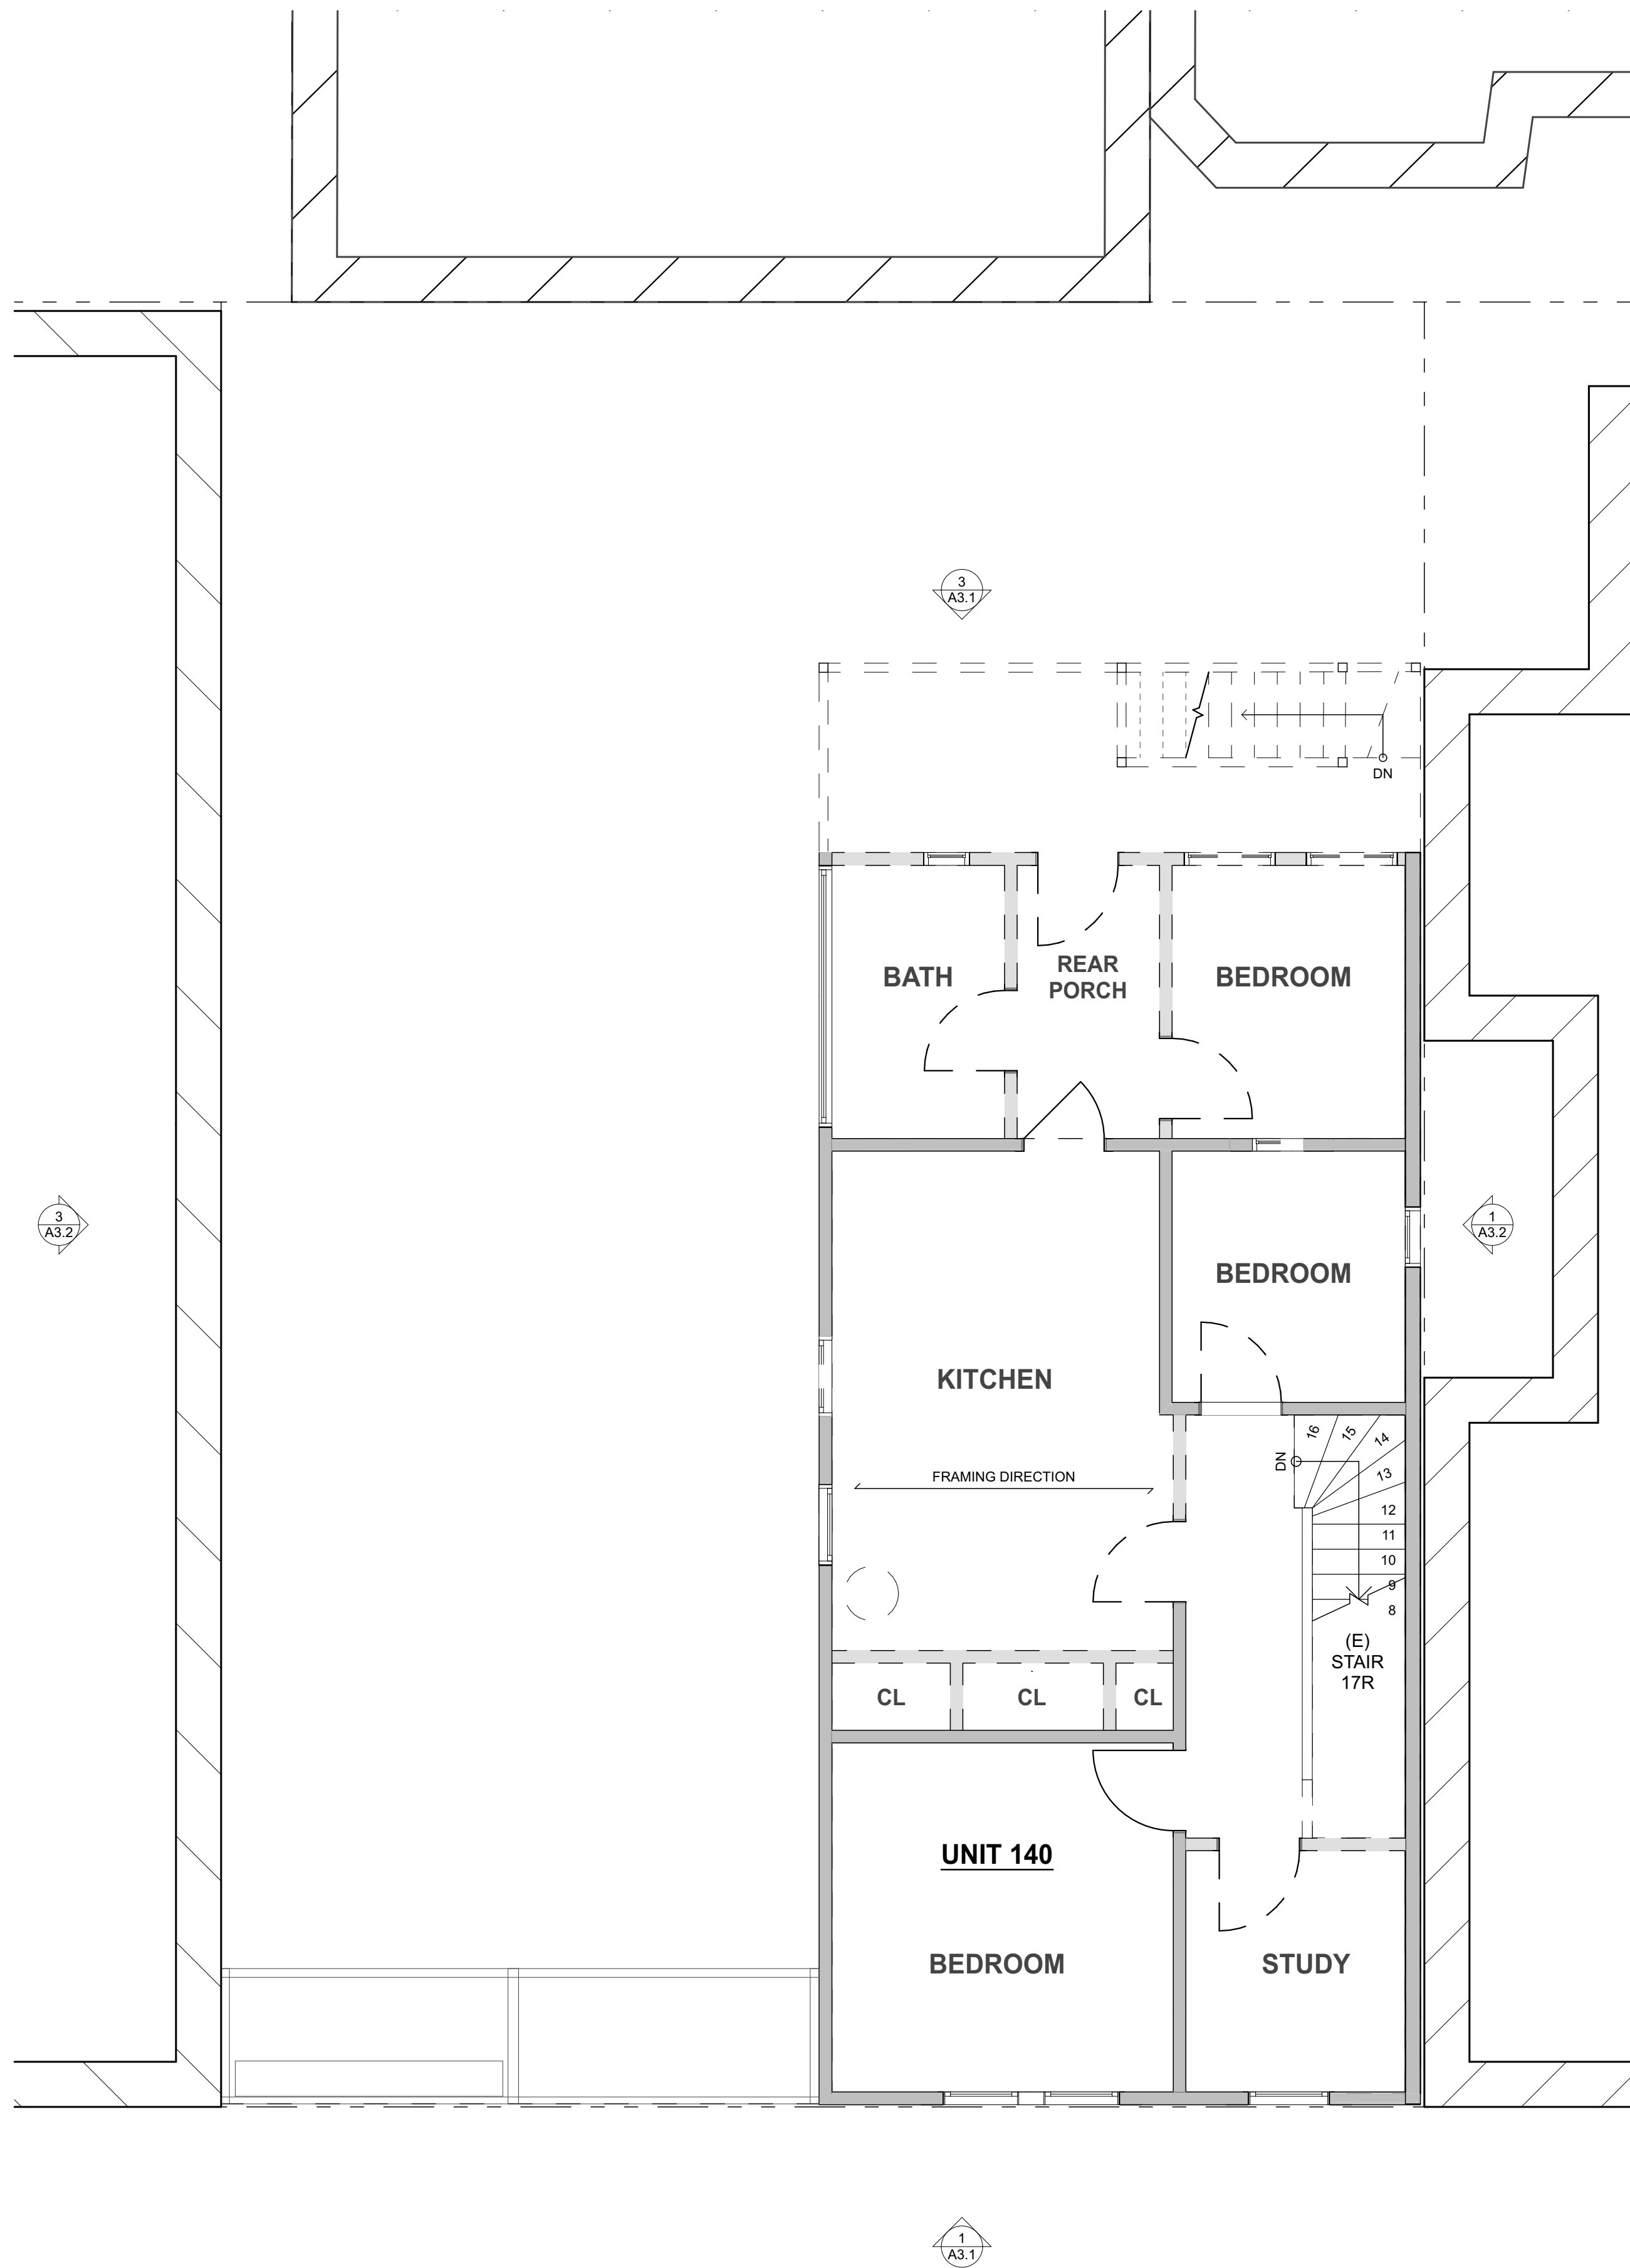 3
A3.1
DN
BATH
REAR
PORCH
BEDROOM
3
A3.2
1
A3.2
BEDROOM
KITCHEN
FRAMING DIRECTION
DN
16
15
14
13
12
11
10
9
8
(E)
STAIR
17R
CL
CL
CL
UNIT 140
BEDROOM
STUDY
1
A3.1